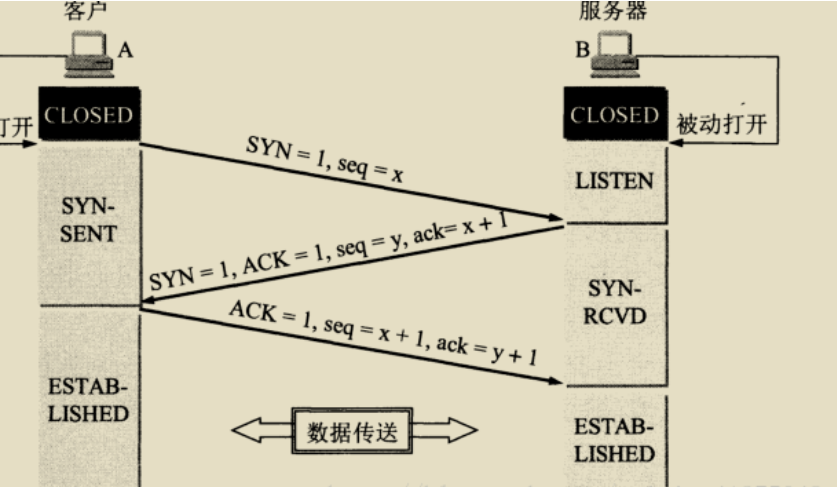 客户
服务器
A
B
CLOSED
CLOSED
打开
被动打开
SYN = 1, seq = x
LISTEN
SYN-
SENT
SYN = 1, ACK = 1, seq = y, ack= x + 1
SYN-
RCVD
ACK = 1, seq = x + 1, ack = y + 1
ESTAB-
LISHED
数据传送
ESTAB-
LISHED